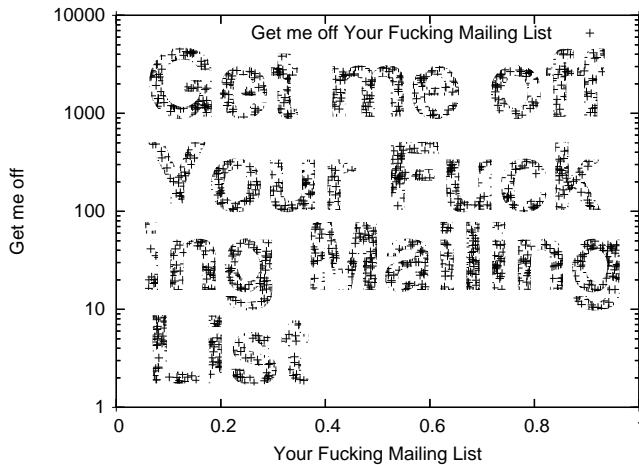 10000
Get me off Your Fucking Mailing List
Get me off
1000
Your Fuck
100
ing Mailing
10
List
1
0 0.2 0.4 0.6 0.8 1
Get me off
Your Fucking Mailing List